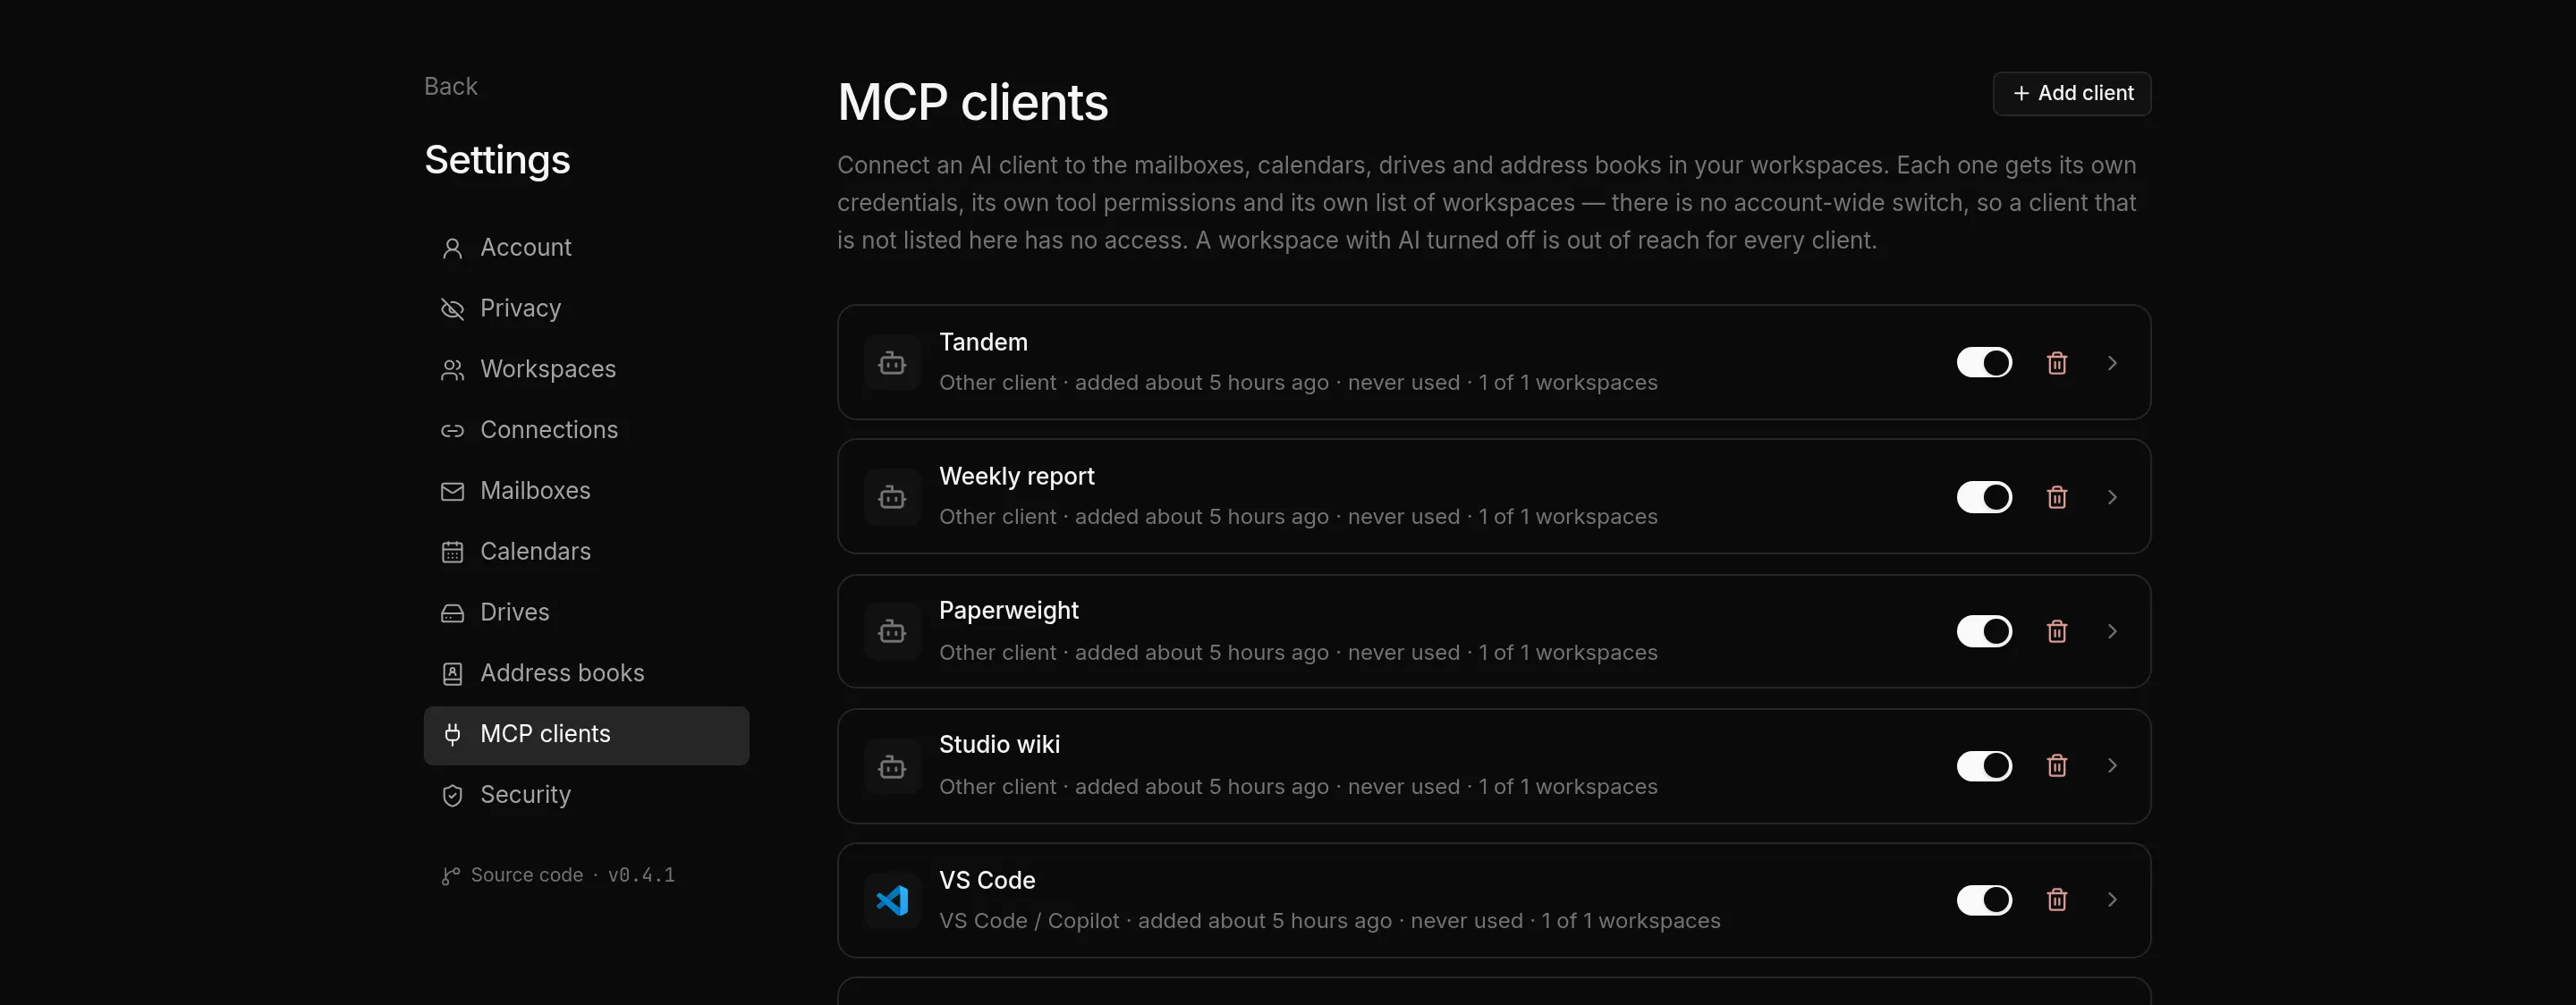 Back
Settings
Account
Privacy
Workspaces
Connections
Mailboxes
Calendars
Drives
Address books
MCP clients
Security
Source code · v0.4.1
MCP clients
+ Add client
Connect an AI client to the mailboxes, calendars, drives and address books in your workspaces. Each one gets its own
credentials, its own tool permissions and its own list of workspaces — there is no account-wide switch, so a client that
is not listed here has no access. A workspace with AI turned off is out of reach for every client.
Tandem
Other client · added about 5 hours ago · never used · 1 of 1 workspaces
Weekly report
Other client · added about 5 hours ago · never used · 1 of 1 workspaces
Paperweight
Other client · added about 5 hours ago · never used · 1 of 1 workspaces
Studio wiki
Other client · added about 5 hours ago · never used · 1 of 1 workspaces
VS Code
VS Code / Copilot · added about 5 hours ago · never used · 1 of 1 workspaces